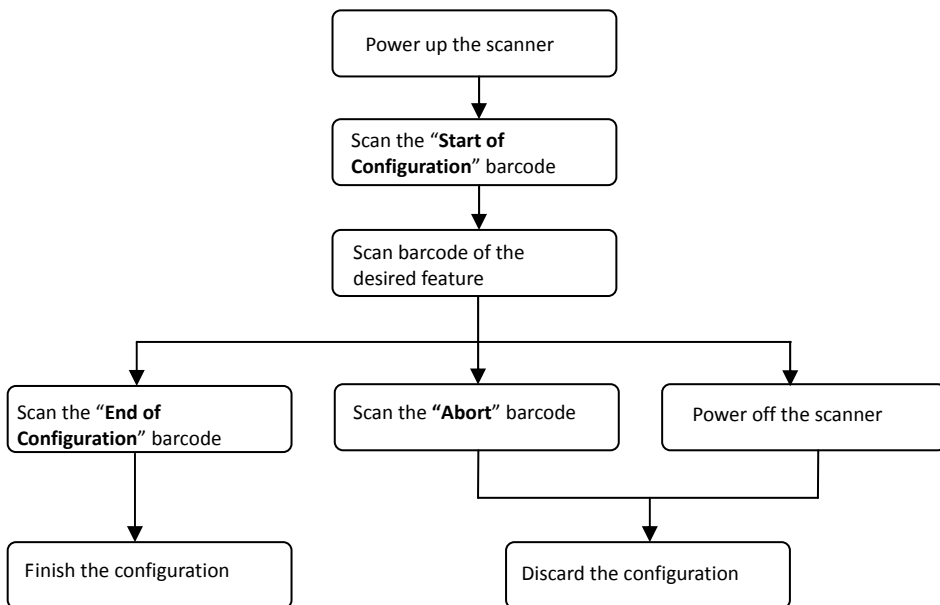 Power up the scanner
Scan the “Start of
Configuration” barcode
Scan barcode of the
desired feature
Scan the “End of
Configuration” barcode
Scan the “Abort” barcode
Power off the scanner
Finish the configuration
Discard the configuration